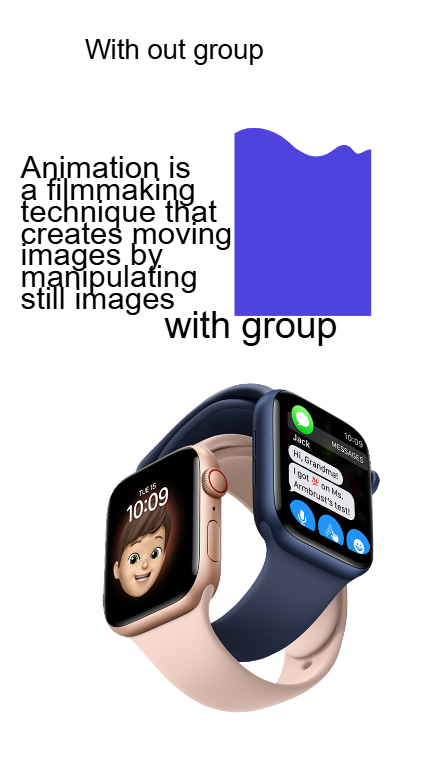 With out group
Animation is
a filmmaking
technique that
creates moving
images by
manipulating
still images
with group
10:09
MESSAGES
Jack
Hi, Grandma!
I got 💯 on Ms.
Armbrust's test!
TUE 15
10:09